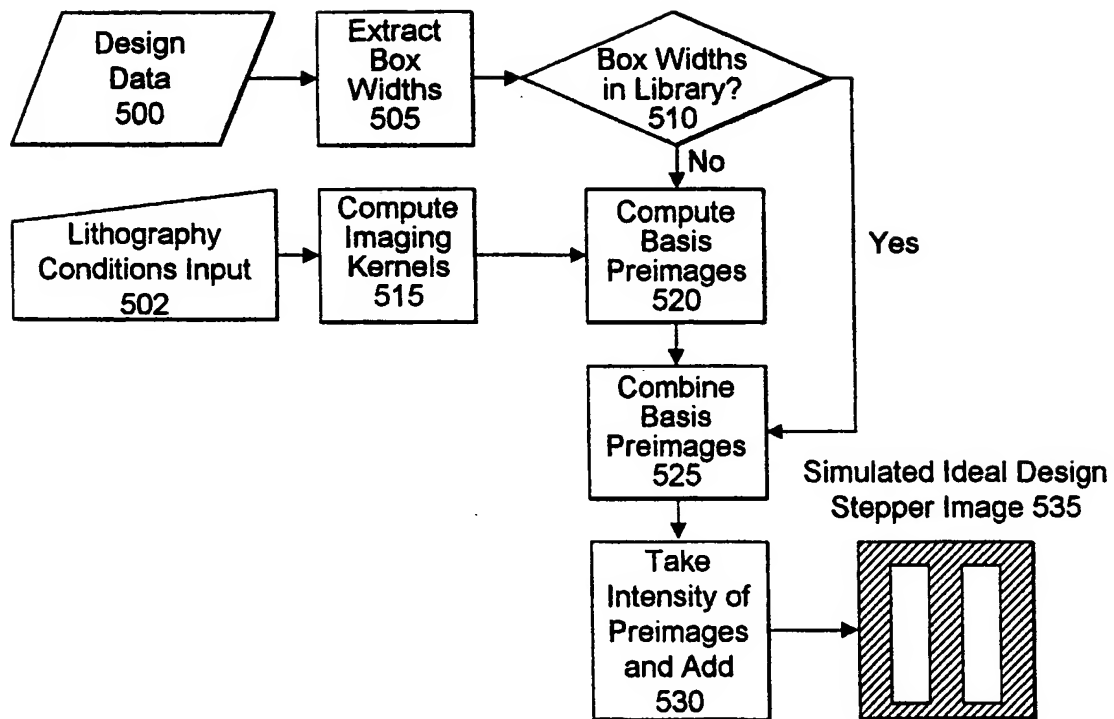 Design
Data
500
Extract
Box
Widths
505
Box Widths
in Library?
510
No
Yes
Lithography
Conditions Input
502
Compute
Imaging
Kernels
515
Compute
Basis
Preimages
520
Combine
Basis
Preimages
525
Simulated Ideal Design
Stepper Image 535
Take
Intensity of
Preimages
and Add
530